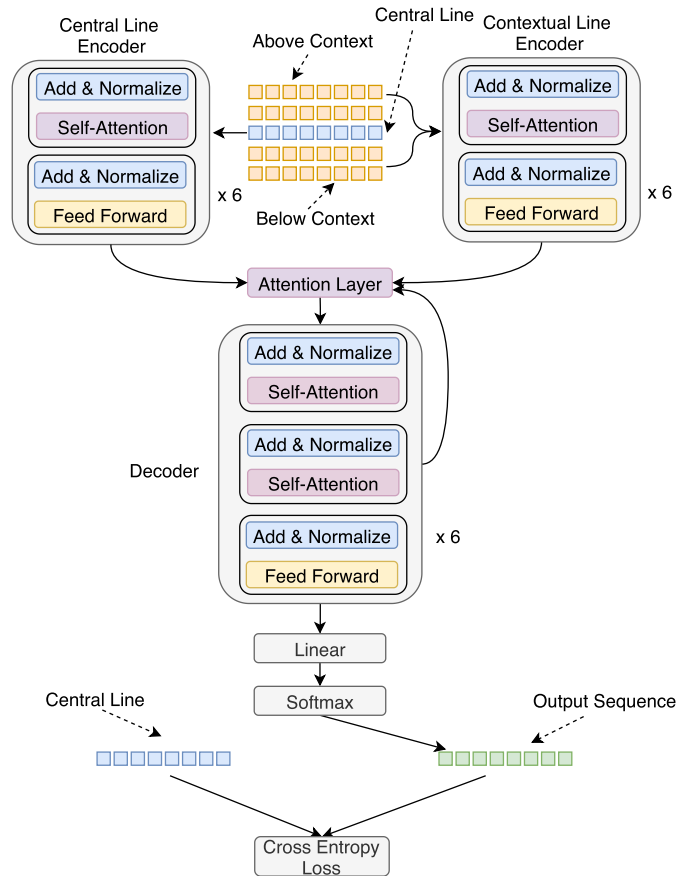 Central Line
Encoder
Central Line
Contextual Line
Encoder
Above Context
Add & Normalize
Self-Attention
Add & Normalize
Feed Forward
x 6
Below Context
Add & Normalize
Self-Attention
Add & Normalize
Feed Forward
x 6
Attention Layer
Add & Normalize
Self-Attention
Add & Normalize
Self-Attention
Decoder
Add & Normalize
Feed Forward
x 6
Linear
Softmax
Central Line
Output Sequence
Cross Entropy
Loss